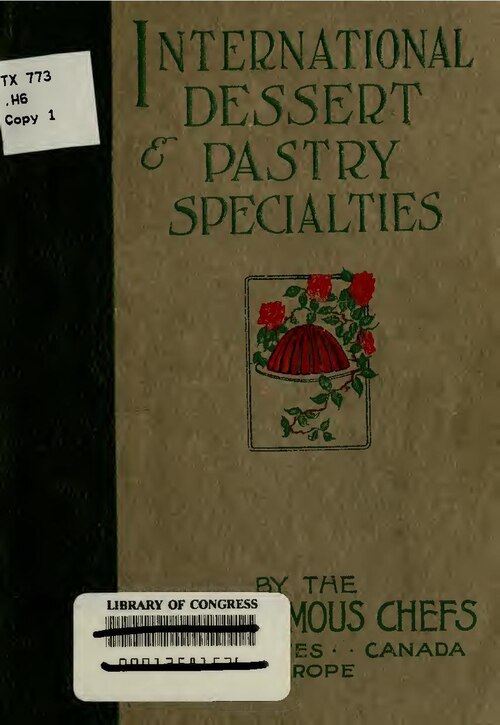 TX 773
.H6
Copy 1
INTERNATIONAL
DESSERT
& PASTRY
SPECIALTIES
BY THE
MOUS CHEFS
ES · · CANADA
ROPE
LIBRARY OF CONGRESS